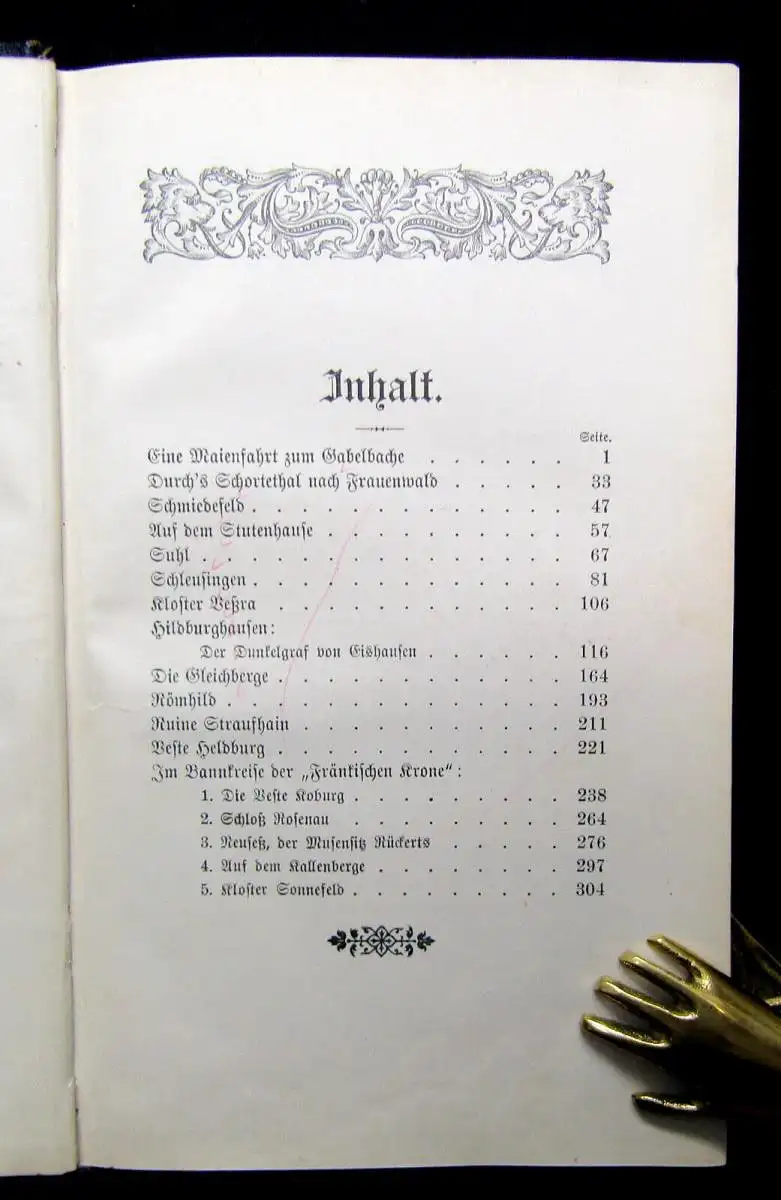 Inhalt.
Seite.
Eine Maienfahrt zum Gabelbache . . . . . . 1
Durch's Schortethal nach Frauenwald . . . . . 33
Schmiedefeld . . . . . . . . . . . . 47
Auf dem Stutenhause . . . . . . . . . 57
Suhl . . . . . . . . . . . . . . 67
Schleusingen . . . . . . . . . . . . 81
Kloster Veßra . . . . . . . . . . . 106
Hildburghausen:
Der Dunkelgraf von Eishausen . . . . . . 116
Die Gleichberge . . . . . . . . . . . 164
Römhild . . . . . . . . . . . . . 193
Ruine Straufhain . . . . . . . . . . 211
Veste Heldburg . . . . . . . . . . . 221
Im Bannkreise der „Fränkischen Krone“:
1. Die Veste Koburg . . . . . . . . . 238
2. Schloß Rosenau . . . . . . . . . 264
3. Neuseß, der Musensitz Rückerts . . . . . 276
4. Auf dem Kallenberge . . . . . . . . 297
5. Kloster Sonnefeld . . . . . . . . . 304